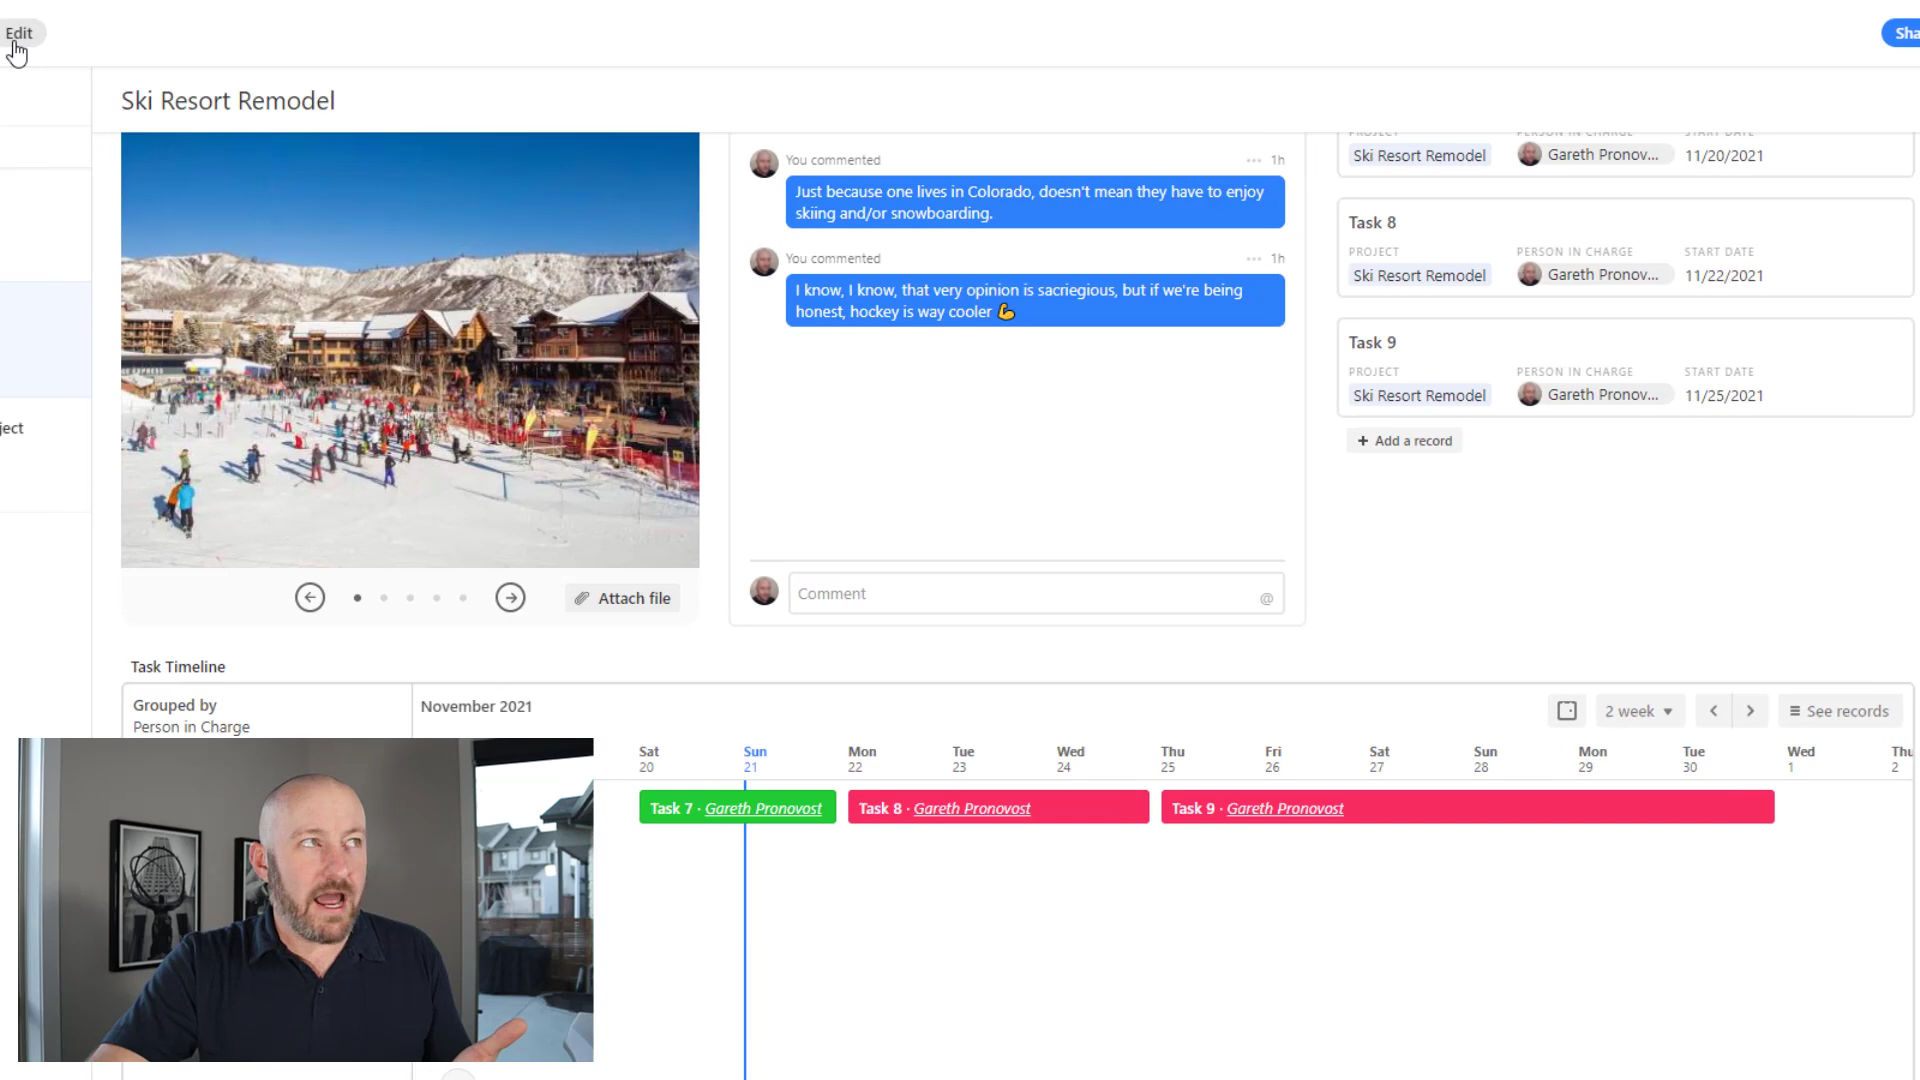 Edit
Sha
Ski Resort Remodel
You commented
1h
Just because one lives in Colorado, doesn't mean they have to enjoy
skiing and/or snowboarding.
You commented
1h
I know, I know, that very opinion is sacriegious, but if we're being
honest, hockey is way cooler 💪
Comment
@
PROJECT PERSON IN CHARGE START DATE
Ski Resort Remodel Gareth Pronov... 11/20/2021
Task 8
PROJECT PERSON IN CHARGE START DATE
Ski Resort Remodel Gareth Pronov... 11/22/2021
Task 9
PROJECT PERSON IN CHARGE START DATE
Ski Resort Remodel Gareth Pronov... 11/25/2021
+ Add a record
ject
Attach file
Task Timeline
Grouped by
Person in Charge
November 2021
2 week
See records
Sat Sun Mon Tue Wed Thu Fri Sat Sun Mon Tue Wed Thu
20 21 22 23 24 25 26 27 28 29 30 1 2
Task 7 · Gareth Pronovost
Task 8 · Gareth Pronovost
Task 9 · Gareth Pronovost